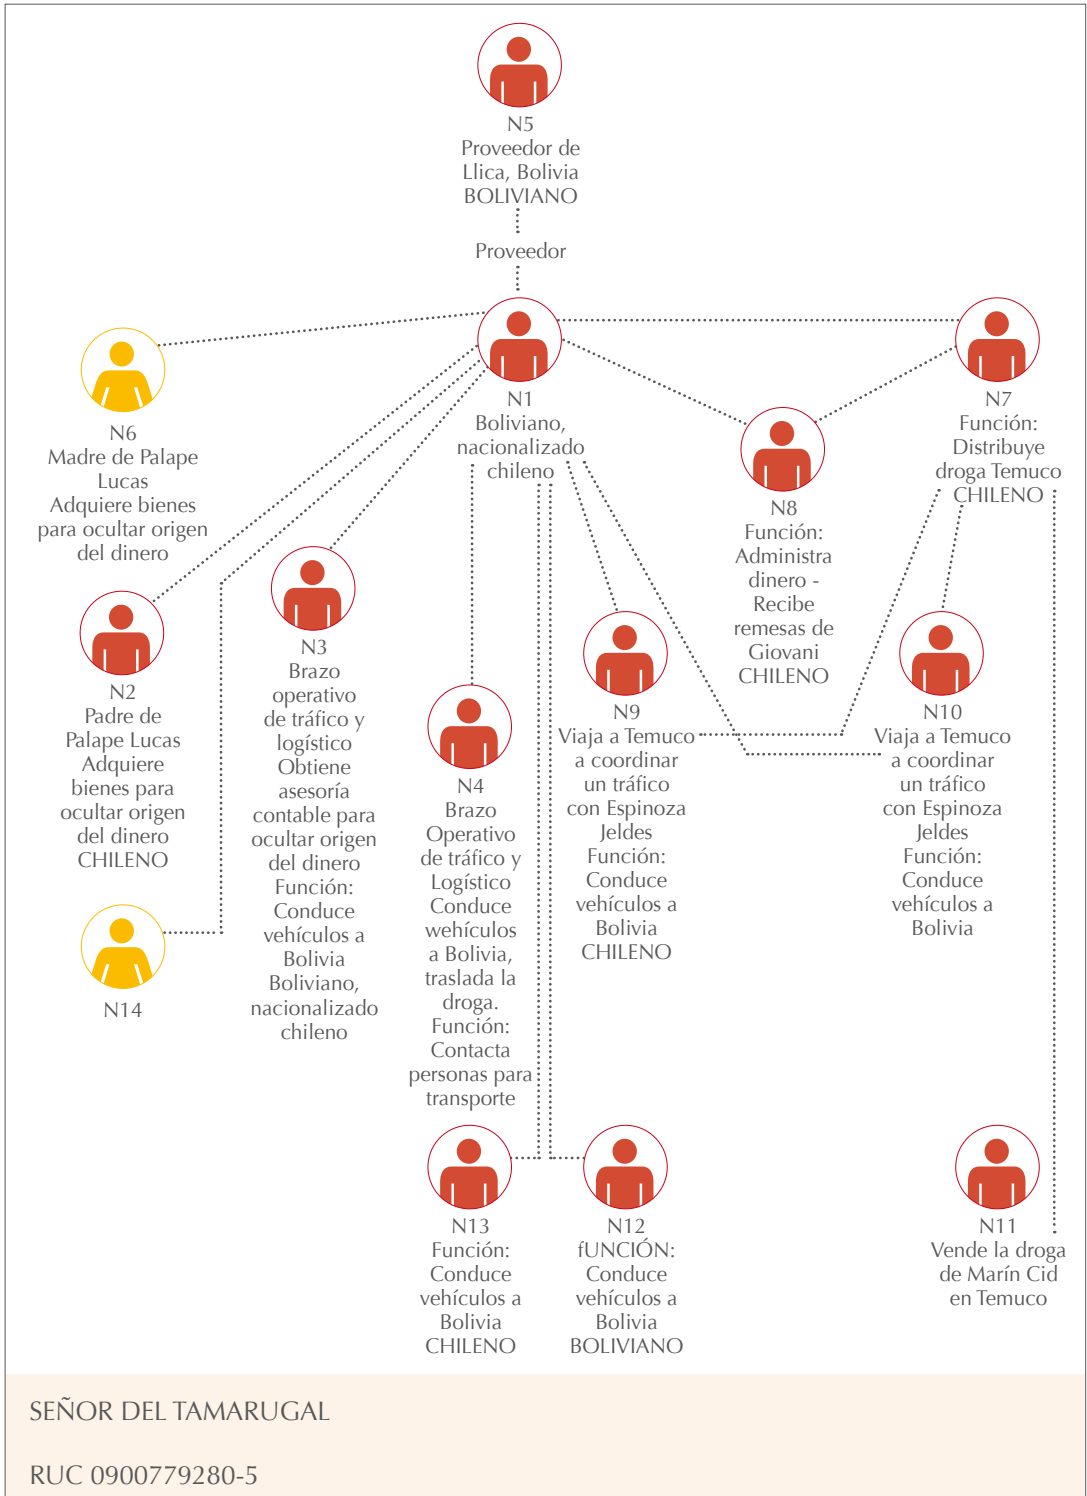 N5
Proveedor de
Llica, Bolivia
BOLIVIANO
Proveedor
N6
Madre de Palape
Lucas
Adquiere bienes
para ocultar origen
del dinero
N1
Boliviano,
nacionalizado
chileno
N7
Función:
Distribuye
droga Temuco
CHILENO
N8
Función:
Administra
dinero -
Recibe
remesas de
Giovani
CHILENO
N2
Padre de
Palape Lucas
Adquiere
bienes para
ocultar origen
del dinero
CHILENO
N3
Brazo
operativo
de tráfico y
logístico
Obtiene
asesoría
contable para
ocultar origen
del dinero
Función:
Conduce
vehículos a
Bolivia
Boliviano,
nacionalizado
chileno
N4
Brazo
Operativo
de tráfico y
Logístico
Conduce
wehículos
a Bolivia,
traslada la
droga.
Función:
Contacta
personas para
transporte
N9
Viaja a Temuco
a coordinar
un tráfico
con Espinoza
Jeldes
Función:
Conduce
vehículos a
Bolivia
CHILENO
N10
Viaja a Temuco
a coordinar
un tráfico
con Espinoza
Jeldes
Función:
Conduce
vehículos a
Bolivia
N14
N13
Función:
Conduce
vehículos a
Bolivia
CHILENO
N12
fUNCIÓN:
Conduce
vehículos a
Bolivia
BOLIVIANO
N11
Vende la droga
de Marín Cid
en Temuco
SEÑOR DEL TAMARUGAL
RUC 0900779280-5